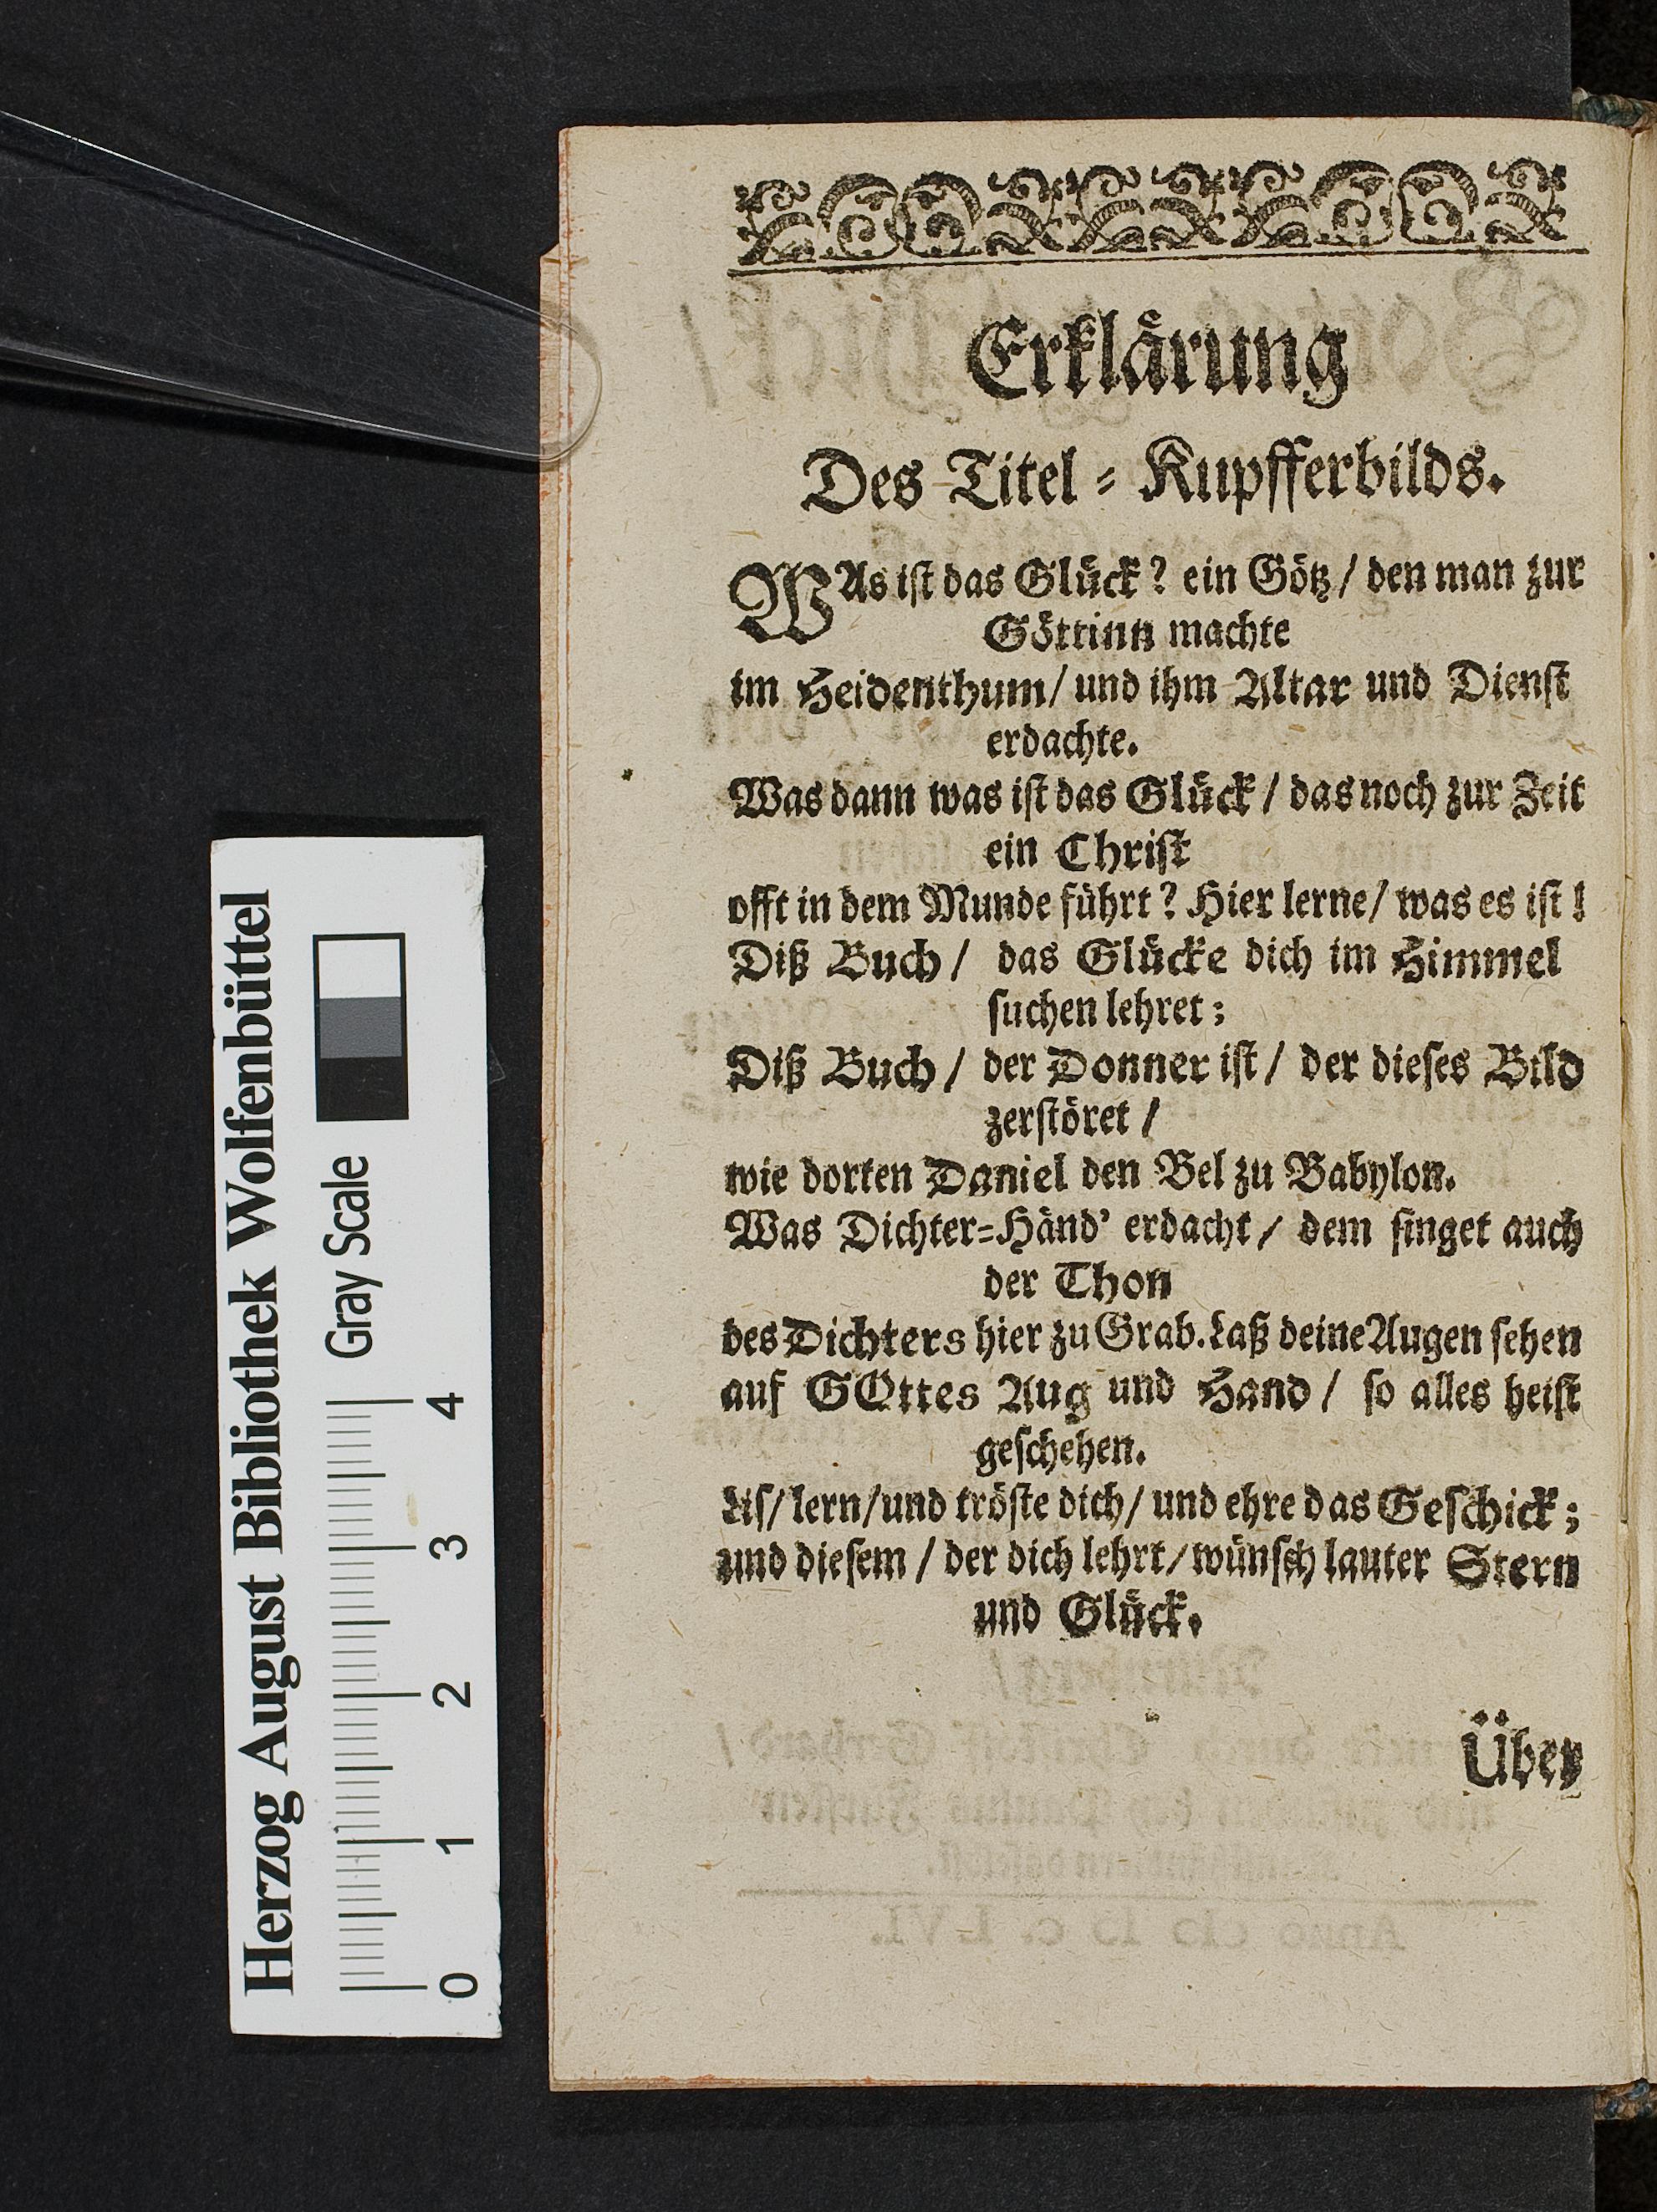 Erklärung
Des Titel-Kupfferbilds.
WAs ist das Glück? ein Götz / den man zur
Göttinn machte
im Heidenthum / und ihm Altar und Dienst
erdachte.
Was dann was ist das Glück / das noch zur Zeit
ein Christ
offt in dem Munde führt? Hier lerne / was es ist!
Diß Buch / das Glücke dich im Himmel
suchen lehret;
Diß Buch / der Donner ist / der dieses Bild
zerstöret /
wie dorten Daniel den Bel zu Babylon.
Was Dichter-Händ' erdacht / dem singet auch
der Thon
des Dichters hier zu Grab. Laß deine Augen sehen
auf GOttes Aug und Hand / so alles heist
geschehen.
Lis / lern / und tröste dich / und ehre das Geschick;
und diesem / der dich lehrt / wünsch lauter Stern
und Glück.
Über
Herzog August Bibliothek Wolfenbüttel
Gray Scale
0 1 2 3 4